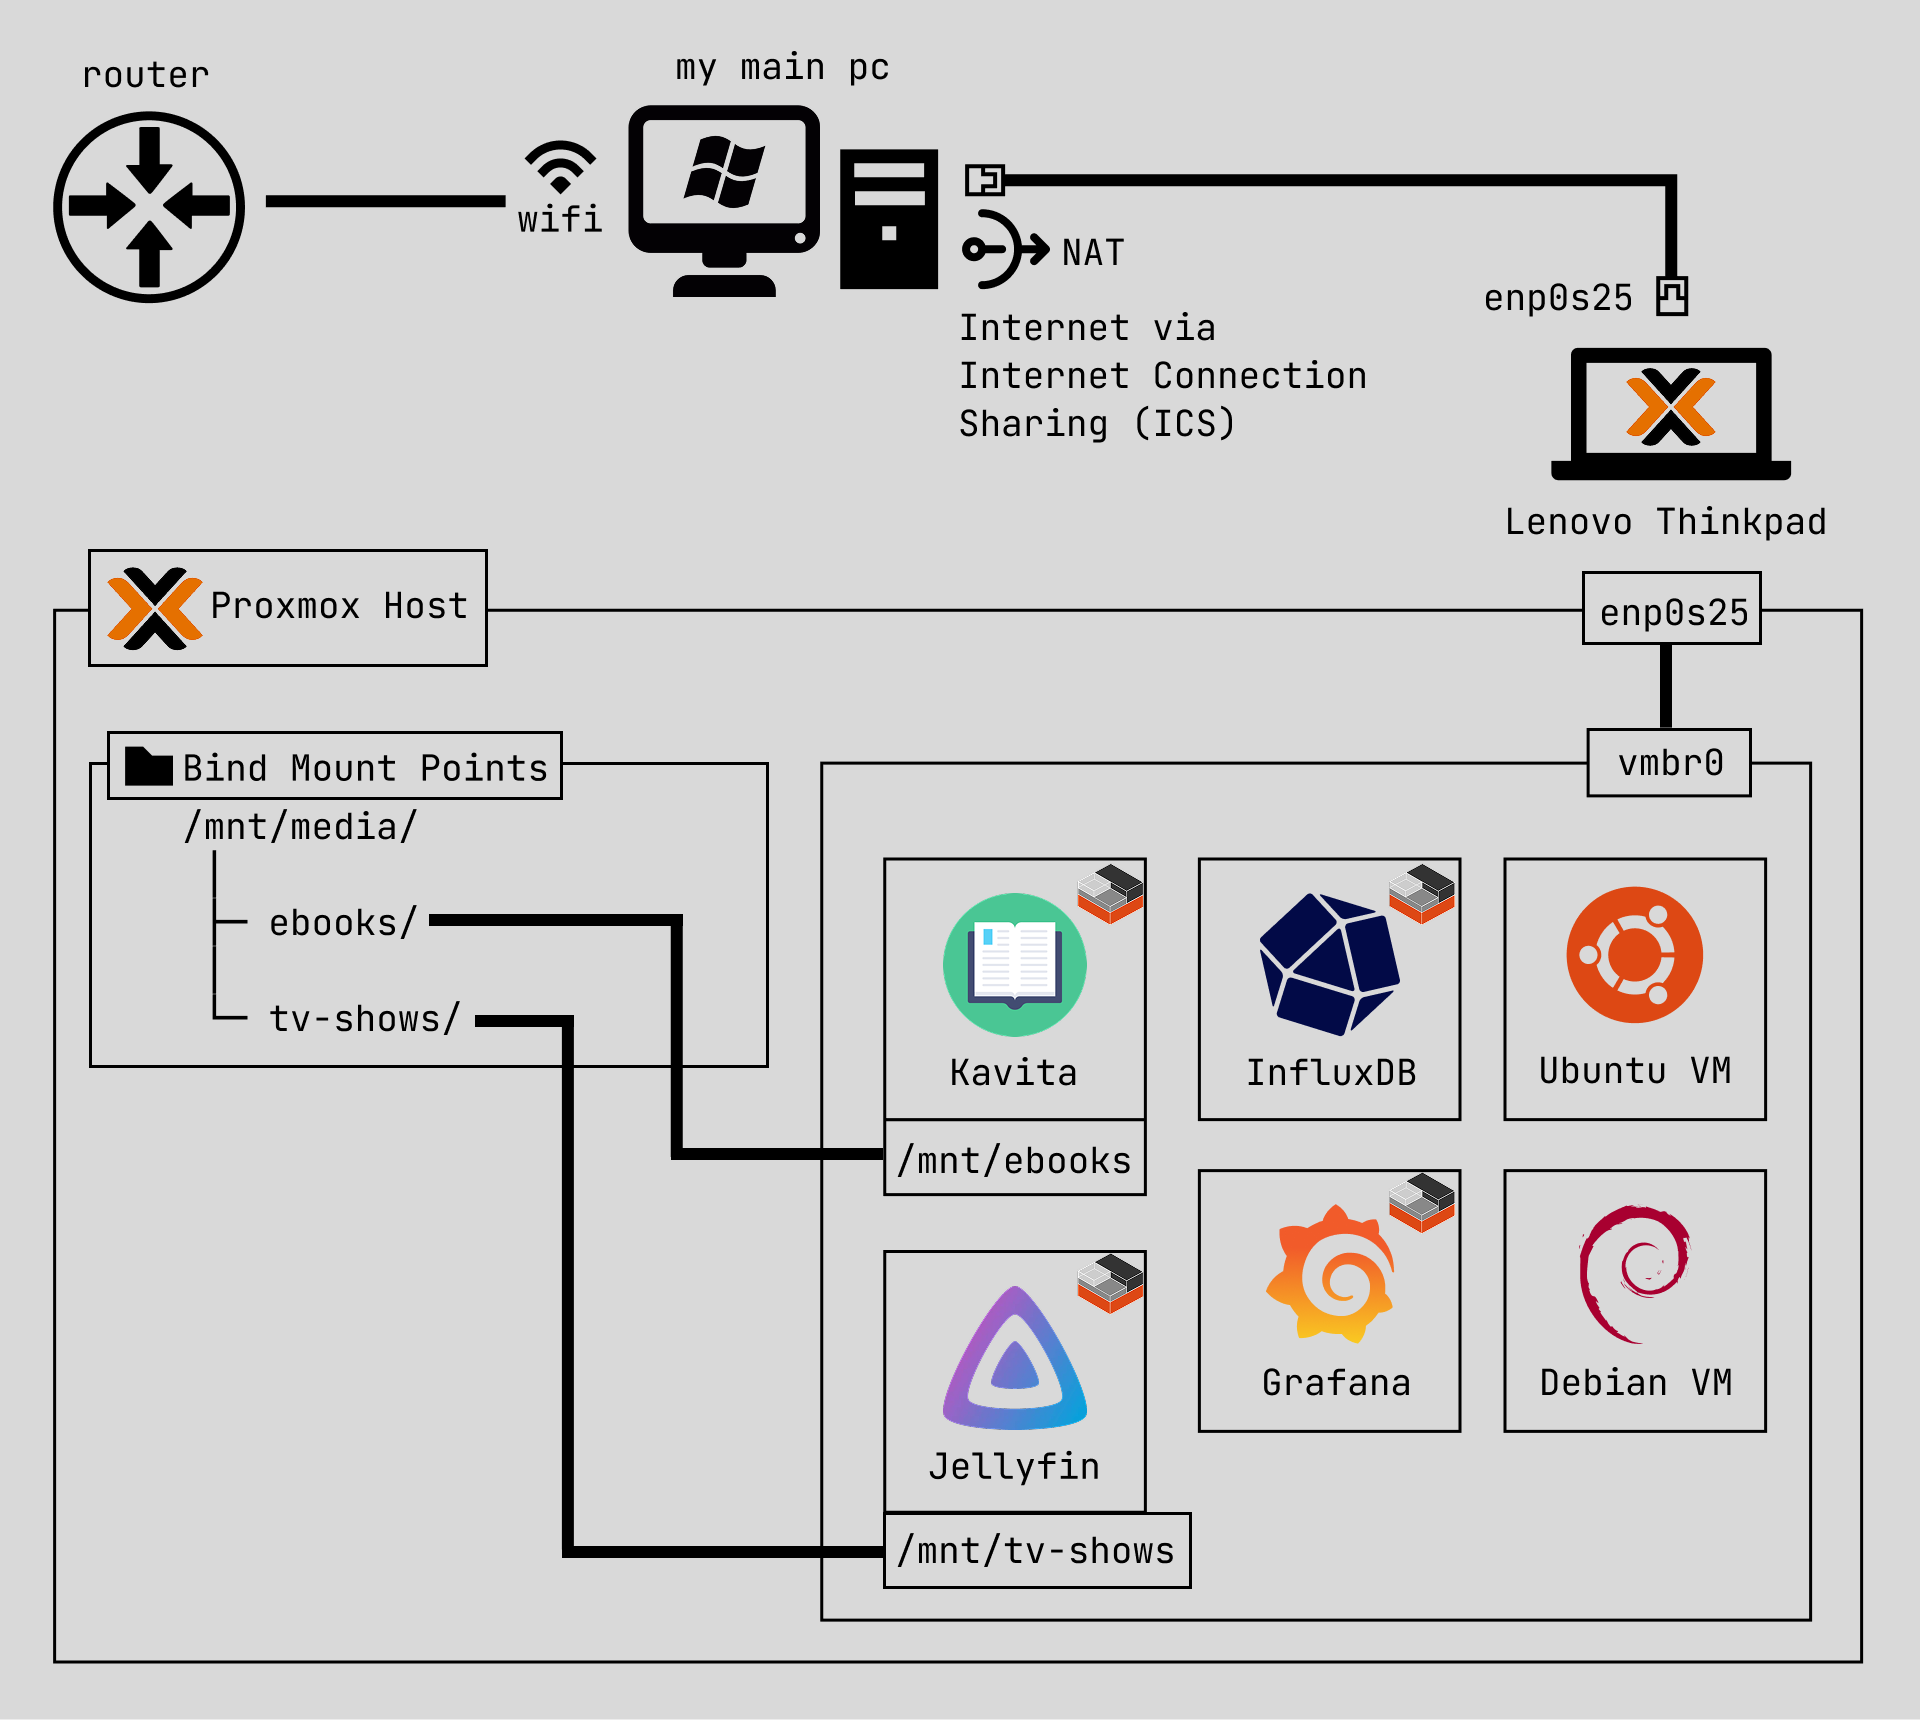 router
my main pc
wifi
NAT
Internet via
Internet Connection
Sharing (ICS)
enp0s25
Lenovo Thinkpad
Proxmox Host
enp0s25
vmbr0
Bind Mount Points
/mnt/media/
ebooks/
tv-shows/
Kavita
/mnt/ebooks
InfluxDB
Ubuntu VM
Jellyfin
/mnt/tv-shows
Grafana
Debian VM